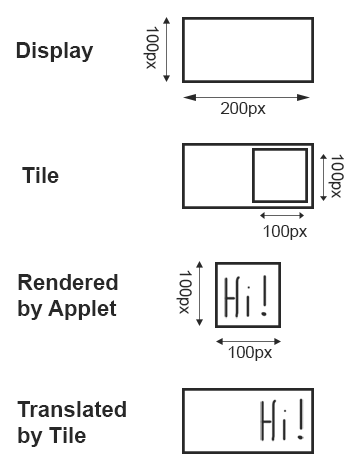 Display
100px
200px
Tile
100px
100px
Rendered
by Applet
Hi!
100px
100px
Translated
by Tile
Hi!